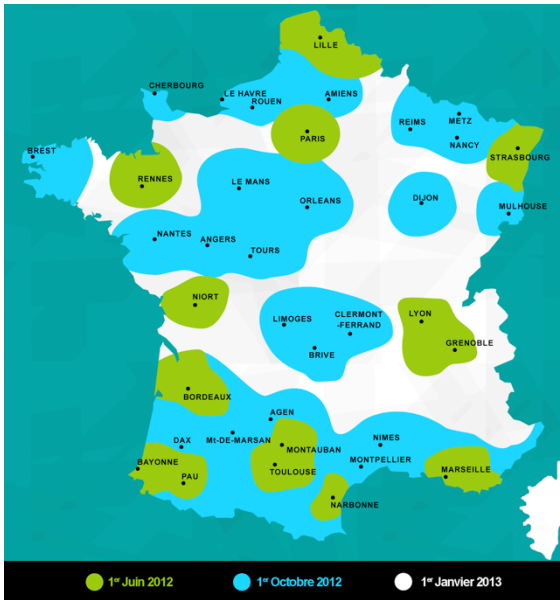 LILLE
CHERBOURG
LE HAVRE
ROUEN
AMIENS
REIMS
METZ
NANCY
PARIS
STRASBOURG
BREST
RENNES
LE MANS
ORLEANS
DIJON
MULHOUSE
NANTES
ANGERS
TOURS
NIORT
LIMOGES
CLERMONT
-FERRAND
BRIVE
LYON
GRENOBLE
BORDEAUX
AGEN
Mt-DE-MARSAN
DAX
MONTAUBAN
NIMES
BAYONNE
TOULOUSE
MONTPELLIER
PAU
MARSEILLE
NARBONNE
1er Juin 2012
1er Octobre 2012
1er Janvier 2013